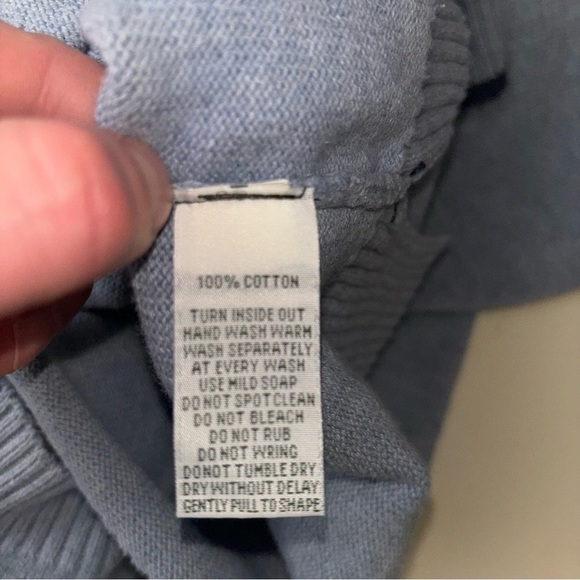 100% COTTON
TURN INSIDE OUT
HAND WASH WARM
WASH SEPARATELY
AT EVERY WASH
USE MILD SOAP
DO NOT SPOT CLEAN
DO NOT BLEACH
DO NOT RUB
DO NOT WRING
DO NOT TUMBLE DRY
DRY WITHOUT DELAY
GENTLY PULL TO SHAPE